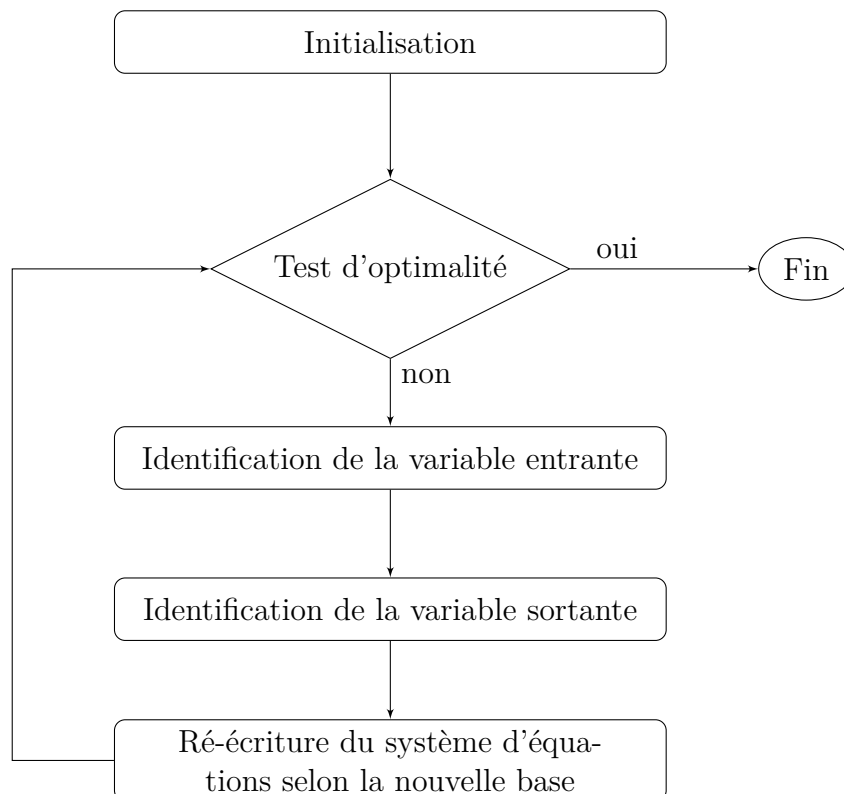 Initialisation
Test d'optimalité
oui
Fin
non
Identification de la variable entrante
Identification de la variable sortante
Ré-écriture du système d'équa-
tions selon la nouvelle base